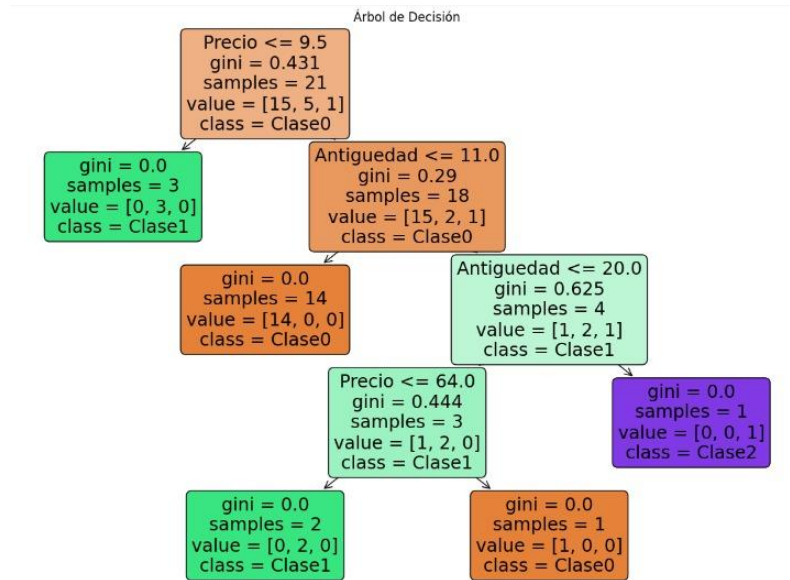 Árbol de Decisión
Precio <= 9.5
gini = 0.431
samples = 21
value = [15, 5, 1]
class = Clase0
gini = 0.0
samples = 3
value = [0, 3, 0]
class = Clase1
Antiguedad <= 11.0
gini = 0.29
samples = 18
value = [15, 2, 1]
class = Clase0
gini = 0.0
samples = 14
value = [14, 0, 0]
class = Clase0
Antiguedad <= 20.0
gini = 0.625
samples = 4
value = [1, 2, 1]
class = Clase1
Precio <= 64.0
gini = 0.444
samples = 3
value = [1, 2, 0]
class = Clase1
gini = 0.0
samples = 1
value = [0, 0, 1]
class = Clase2
gini = 0.0
samples = 2
value = [0, 2, 0]
class = Clase1
gini = 0.0
samples = 1
value = [1, 0, 0]
class = Clase0